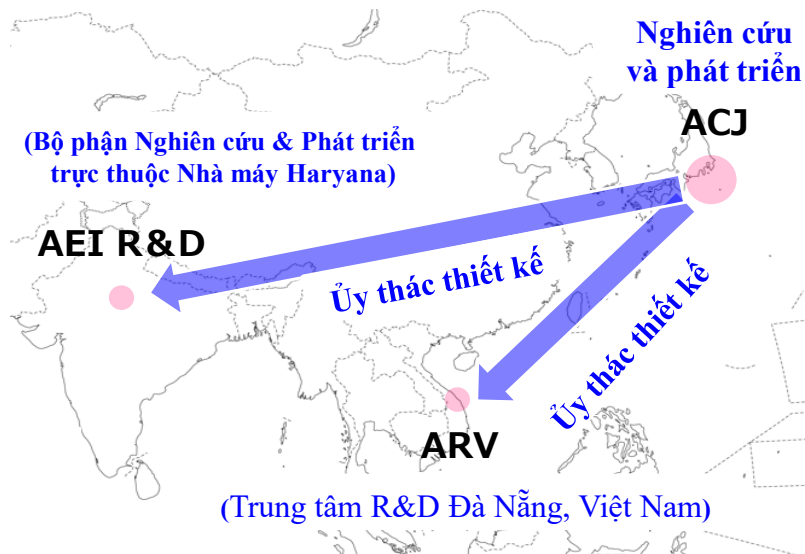 Nghiên cứu
và phát triển
ACJ
(Bộ phận Nghiên cứu & Phát triển
trực thuộc Nhà máy Haryana)
AEI R&D
Ủy thác thiết kế
Ủy thác thiết kế
ARV
(Trung tâm R&D Đà Nẵng, Việt Nam)